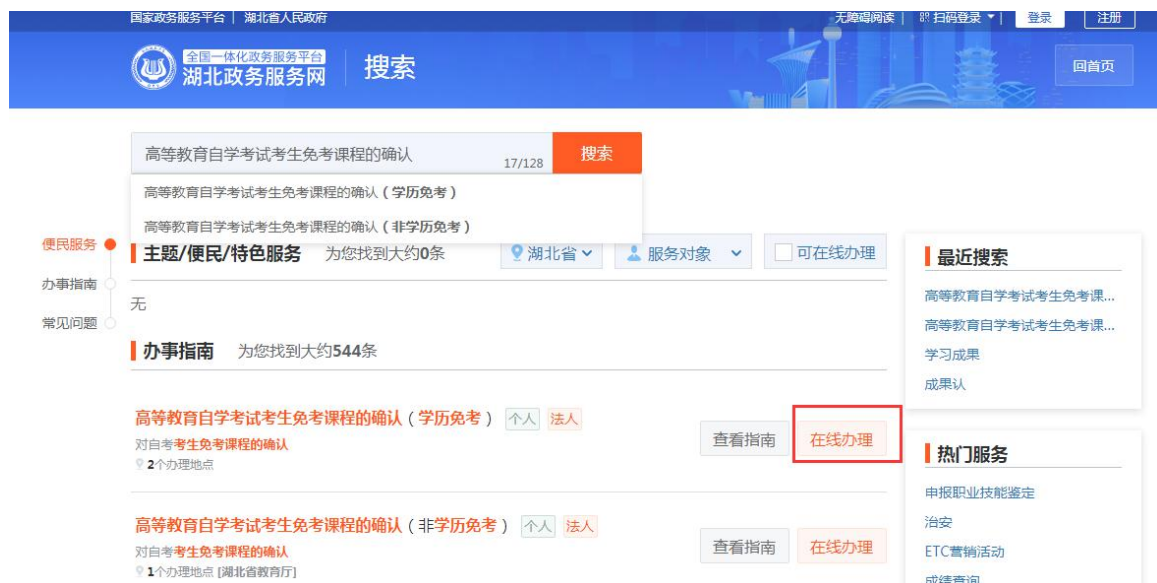 国家政务服务平台 | 湖北省人民政府
无障碍阅读 | 扫码登录 | 登录 注册
全国一体化政务服务平台
湖北政务服务网
搜索
回首页
高等教育自学考试考生免考课程的确认 17/128 搜索
高等教育自学考试考生免考课程的确认 ( 学历免考 )
高等教育自学考试考生免考课程的确认 ( 非学历免考 )
便民服务
办事指南
常见问题
主题/便民/特色服务 为您找到大约0条 湖北省 服务对象 可在线办理
无
办事指南 为您找到大约544条
高等教育自学考试考生免考课程的确认 ( 学历免考 ) 个人 法人
对自考考生免考课程的确认
2个办理地点
查看指南 在线办理
高等教育自学考试考生免考课程的确认 ( 非学历免考 ) 个人 法人
对自考考生免考课程的确认
1个办理地点 [湖北省教育厅]
查看指南 在线办理
最近搜索
高等教育自学考试考生免考课...
高等教育自学考试考生免考课...
学习成果
成果认
热门服务
申报职业技能鉴定
治安
ETC营销活动
成绩查询